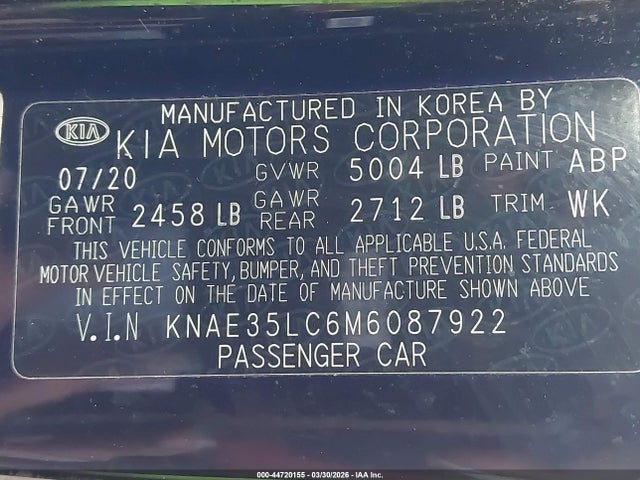 MANUFACTURED IN KOREA BY
KIA KIA MOTORS CORPORATION
07/20 GVWR 5004 LB PAINT ABP
GAWR FRONT 2458 LB GAWR REAR 2712 LB TRIM WK
THIS VEHICLE CONFORMS TO ALL APPLICABLE U.S.A. FEDERAL
MOTOR VEHICLE SAFETY, BUMPER, AND THEFT PREVENTION STANDARDS
IN EFFECT ON THE DATE OF MANUFACTURE SHOWN ABOVE
V.I.N KNAE35LC6M6087922
PASSENGER CAR
000-44720155 - 03/30/2026 - IAA Inc.